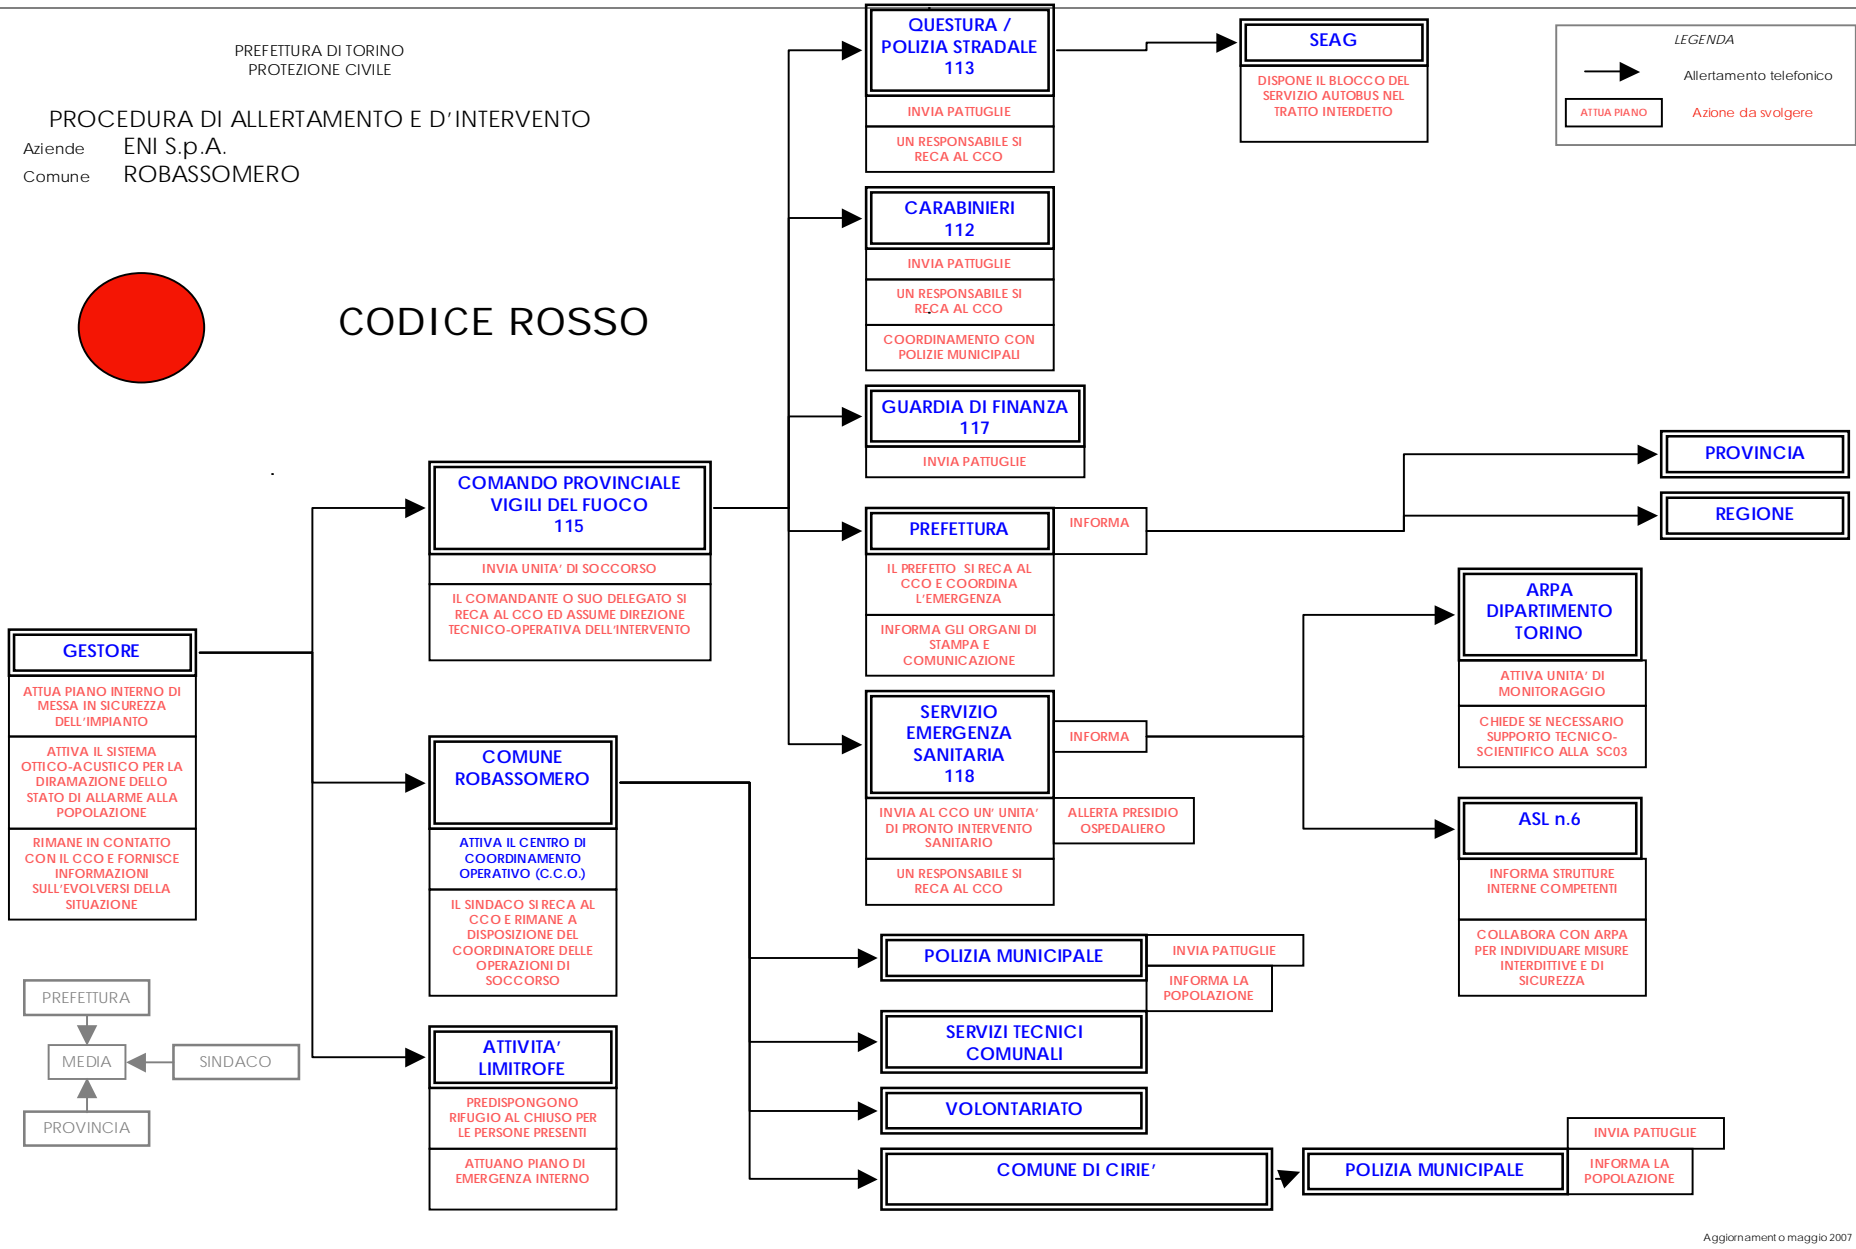 PREFETTURA DI TORINO
PROTEZIONE CIVILE
PROCEDURA DI ALLERTAMENTO E D'INTERVENTO
Aziende ENI S.p.A.
Comune ROBASSOMERO
CODICE ROSSO
LEGENDA
Allertamento telefonico
ATTUA PIANO
Azione da svolgere
QUESTURA /
POLIZIA STRADALE
113
INVIA PATTUGLIE
UN RESPONSABILE SI
RECA AL CCO
SEAG
DISPONE IL BLOCCO DEL
SERVIZIO AUTOBUS NEL
TRATTO INTERDETTO
CARABINIERI
112
INVIA PATTUGLIE
UN RESPONSABILE SI
RECA AL CCO
COORDINAMENTO CON
POLIZIE MUNICIPALI
GUARDIA DI FINANZA
117
INVIA PATTUGLIE
COMANDO PROVINCIALE
VIGILI DEL FUOCO
115
INVIA UNITA' DI SOCCORSO
IL COMANDANTE O SUO DELEGATO SI
RECA AL CCO ED ASSUME DIREZIONE
TECNICO-OPERATIVA DELL'INTERVENTO
PREFETTURA
INFORMA
IL PREFETTO SI RECA AL
CCO E COORDINA
L'EMERGENZA
INFORMA GLI ORGANI DI
STAMPA E
COMUNICAZIONE
PROVINCIA
REGIONE
GESTORE
ATTUA PIANO INTERNO DI
MESSA IN SICUREZZA
DELL'IMPIANTO
ATTIVA IL SISTEMA
OTTICO-ACUSTICO PER LA
DIRAMAZIONE DELLO
STATO DI ALLARME ALLA
POPOLAZIONE
RIMANE IN CONTATTO
CON IL CCO E FORNISCE
INFORMAZIONI
SULL'EVOLVERSI DELLA
SITUAZIONE
SERVIZIO
EMERGENZA
SANITARIA
118
INFORMA
INVIA AL CCO UN' UNITA'
DI PRONTO INTERVENTO
SANITARIO
ALLERTA PRESIDIO
OSPEDALIERO
UN RESPONSABILE SI
RECA AL CCO
ARPA
DIPARTIMENTO
TORINO
ATTIVA UNITA' DI
MONITORAGGIO
CHIEDE SE NECESSARIO
SUPPORTO TECNICO-
SCIENTIFICO ALLA SC03
ASL n.6
INFORMA STRUTTURE
INTERNE COMPETENTI
COLLABORA CON ARPA
PER INDIVIDUARE MISURE
INTERDITTIVE E DI
SICUREZZA
COMUNE
ROBASSOMERO
ATTIVA IL CENTRO DI
COORDINAMENTO
OPERATIVO (C.C.O.)
IL SINDACO SI RECA AL
CCO E RIMANE A
DISPOSIZIONE DEL
COORDINATORE DELLE
OPERAZIONI DI
SOCCORSO
POLIZIA MUNICIPALE
INVIA PATTUGLIE
INFORMA LA
POPOLAZIONE
SERVIZI TECNICI
COMUNALI
VOLONTARIATO
COMUNE DI CIRIE'
POLIZIA MUNICIPALE
INVIA PATTUGLIE
INFORMA LA
POPOLAZIONE
ATTIVITA'
LIMITROFE
PREDISPONGONO
RIFUGIO AL CHIUSO PER
LE PERSONE PRESENTI
ATTUANO PIANO DI
EMERGENZA INTERNO
PREFETTURA
MEDIA
SINDACO
PROVINCIA
Aggiornamento maggio 2007